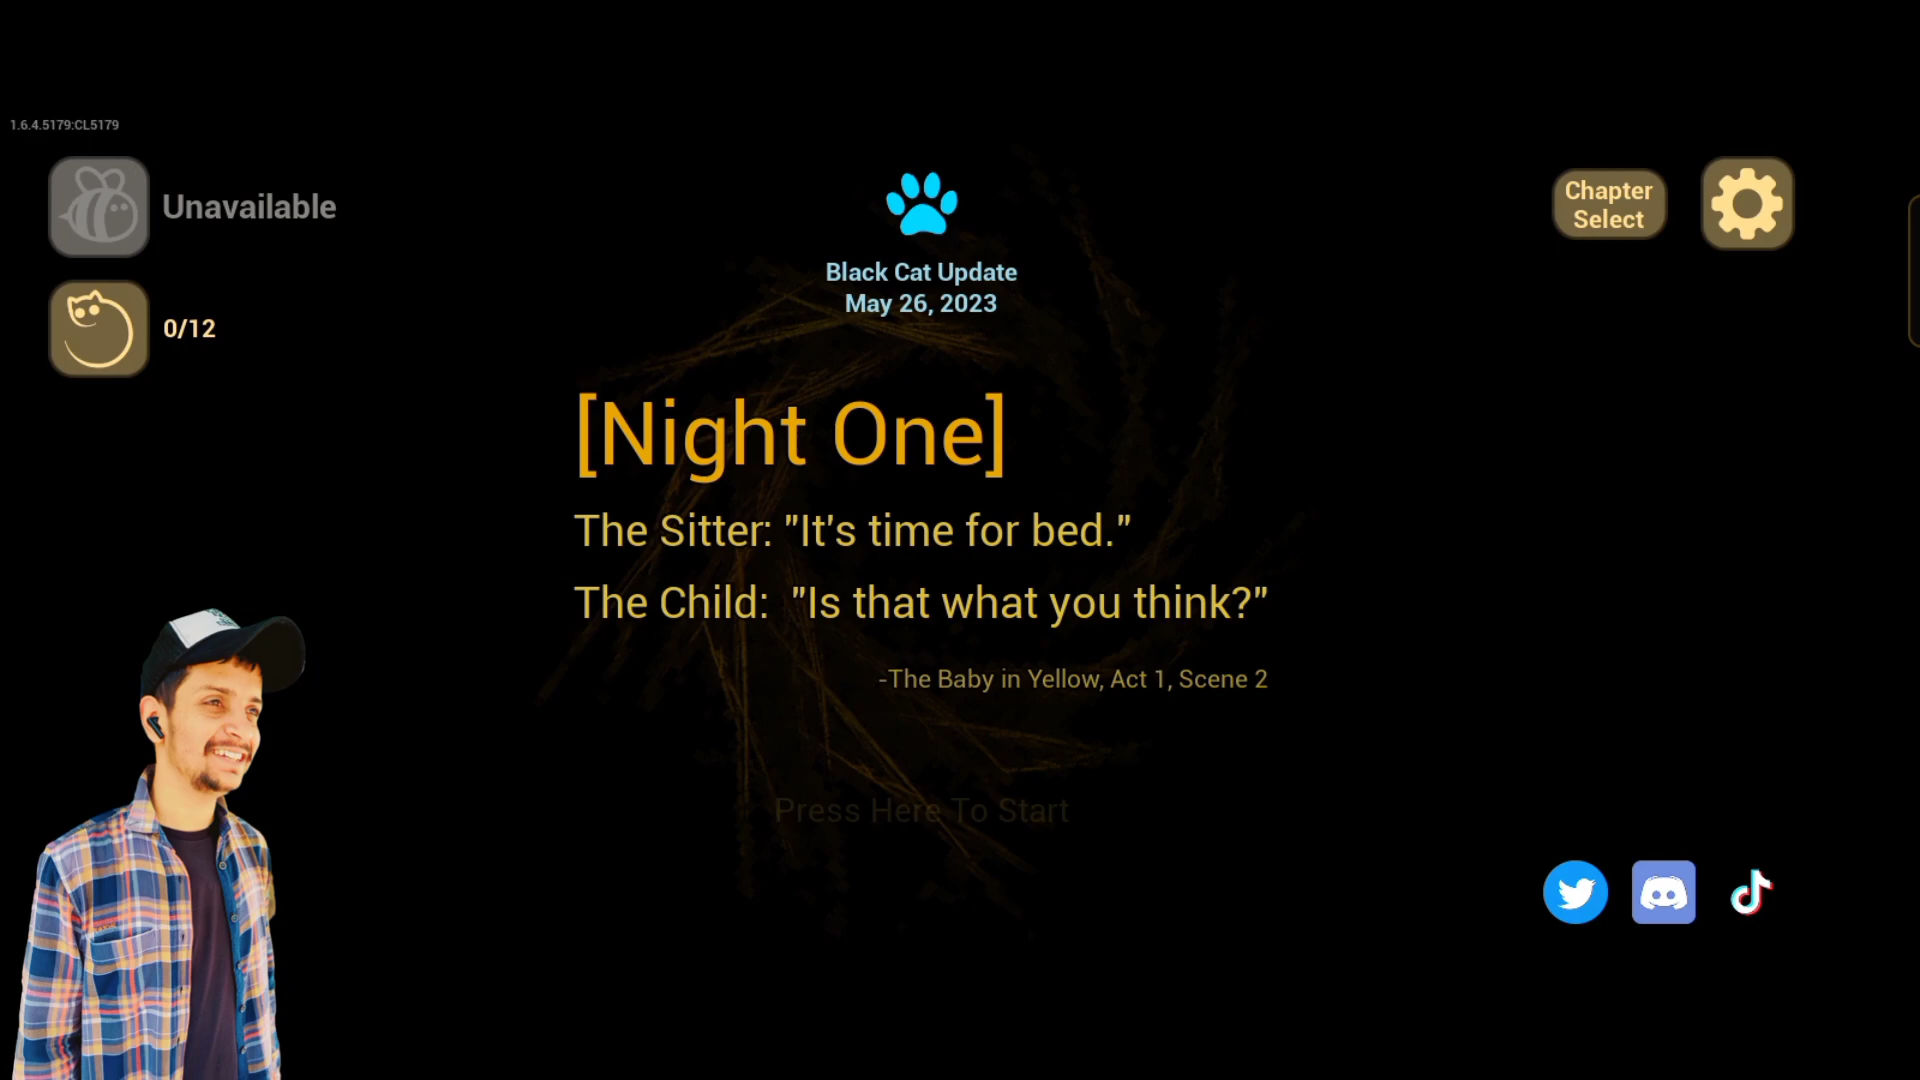 1.6.4.5179:CL5179
Unavailable
0/12
Black Cat Update
May 26, 2023
Chapter
Select
[Night One]
The Sitter: "It's time for bed."
The Child:  "Is that what you think?"
-The Baby in Yellow, Act 1, Scene 2
Press Here To Start